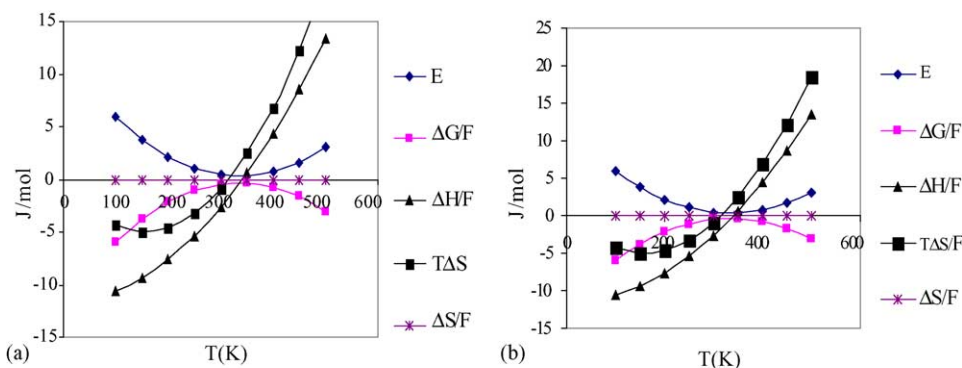 15
10
5
0
-5
-10
-15
0 100 200 300 400 500 600
J/mol
T(K)
E
ΔG/F
ΔH/F
TΔS
ΔS/F
(a)
25
20
15
10
5
0
-5
-10
-15
0 200 400 600
J/mol
T(K)
E
ΔG/F
ΔH/F
TΔS/F
ΔS/F
(b)